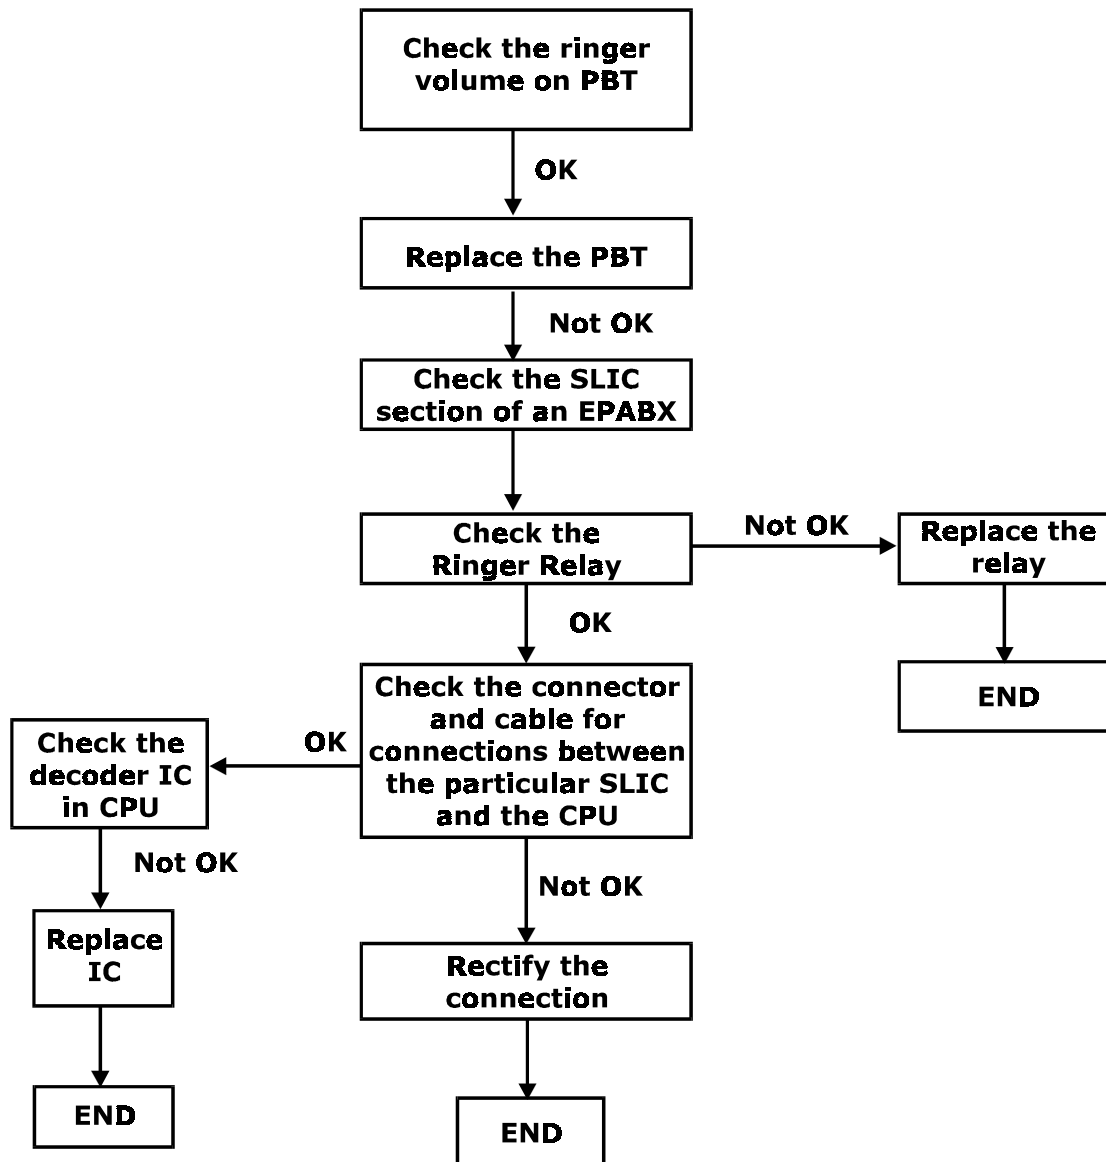 Check the ringer
volume on PBT
OK
Replace the PBT
Not OK
Check the SLIC
section of an EPABX
Check the
Ringer Relay
Not OK
Replace the
relay
OK
END
Check the connector
and cable for
connections between
the particular SLIC
and the CPU
OK
Check the
decoder IC
in CPU
Not OK
Replace
IC
END
Not OK
Rectify the
connection
END